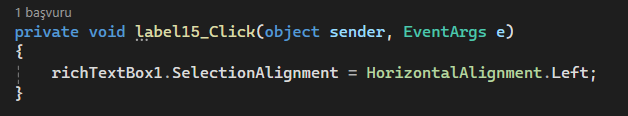 1 başvuru
private void label15_Click(object sender, EventArgs e)
{
    richTextBox1.SelectionAlignment = HorizontalAlignment.Left;
}